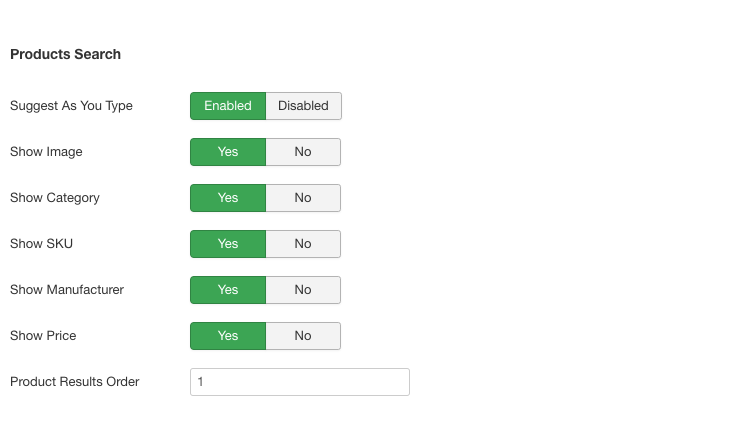 Products Search
Suggest As You Type Enabled Disabled
Show Image Yes No
Show Category Yes No
Show SKU Yes No
Show Manufacturer Yes No
Show Price Yes No
Product Results Order 1